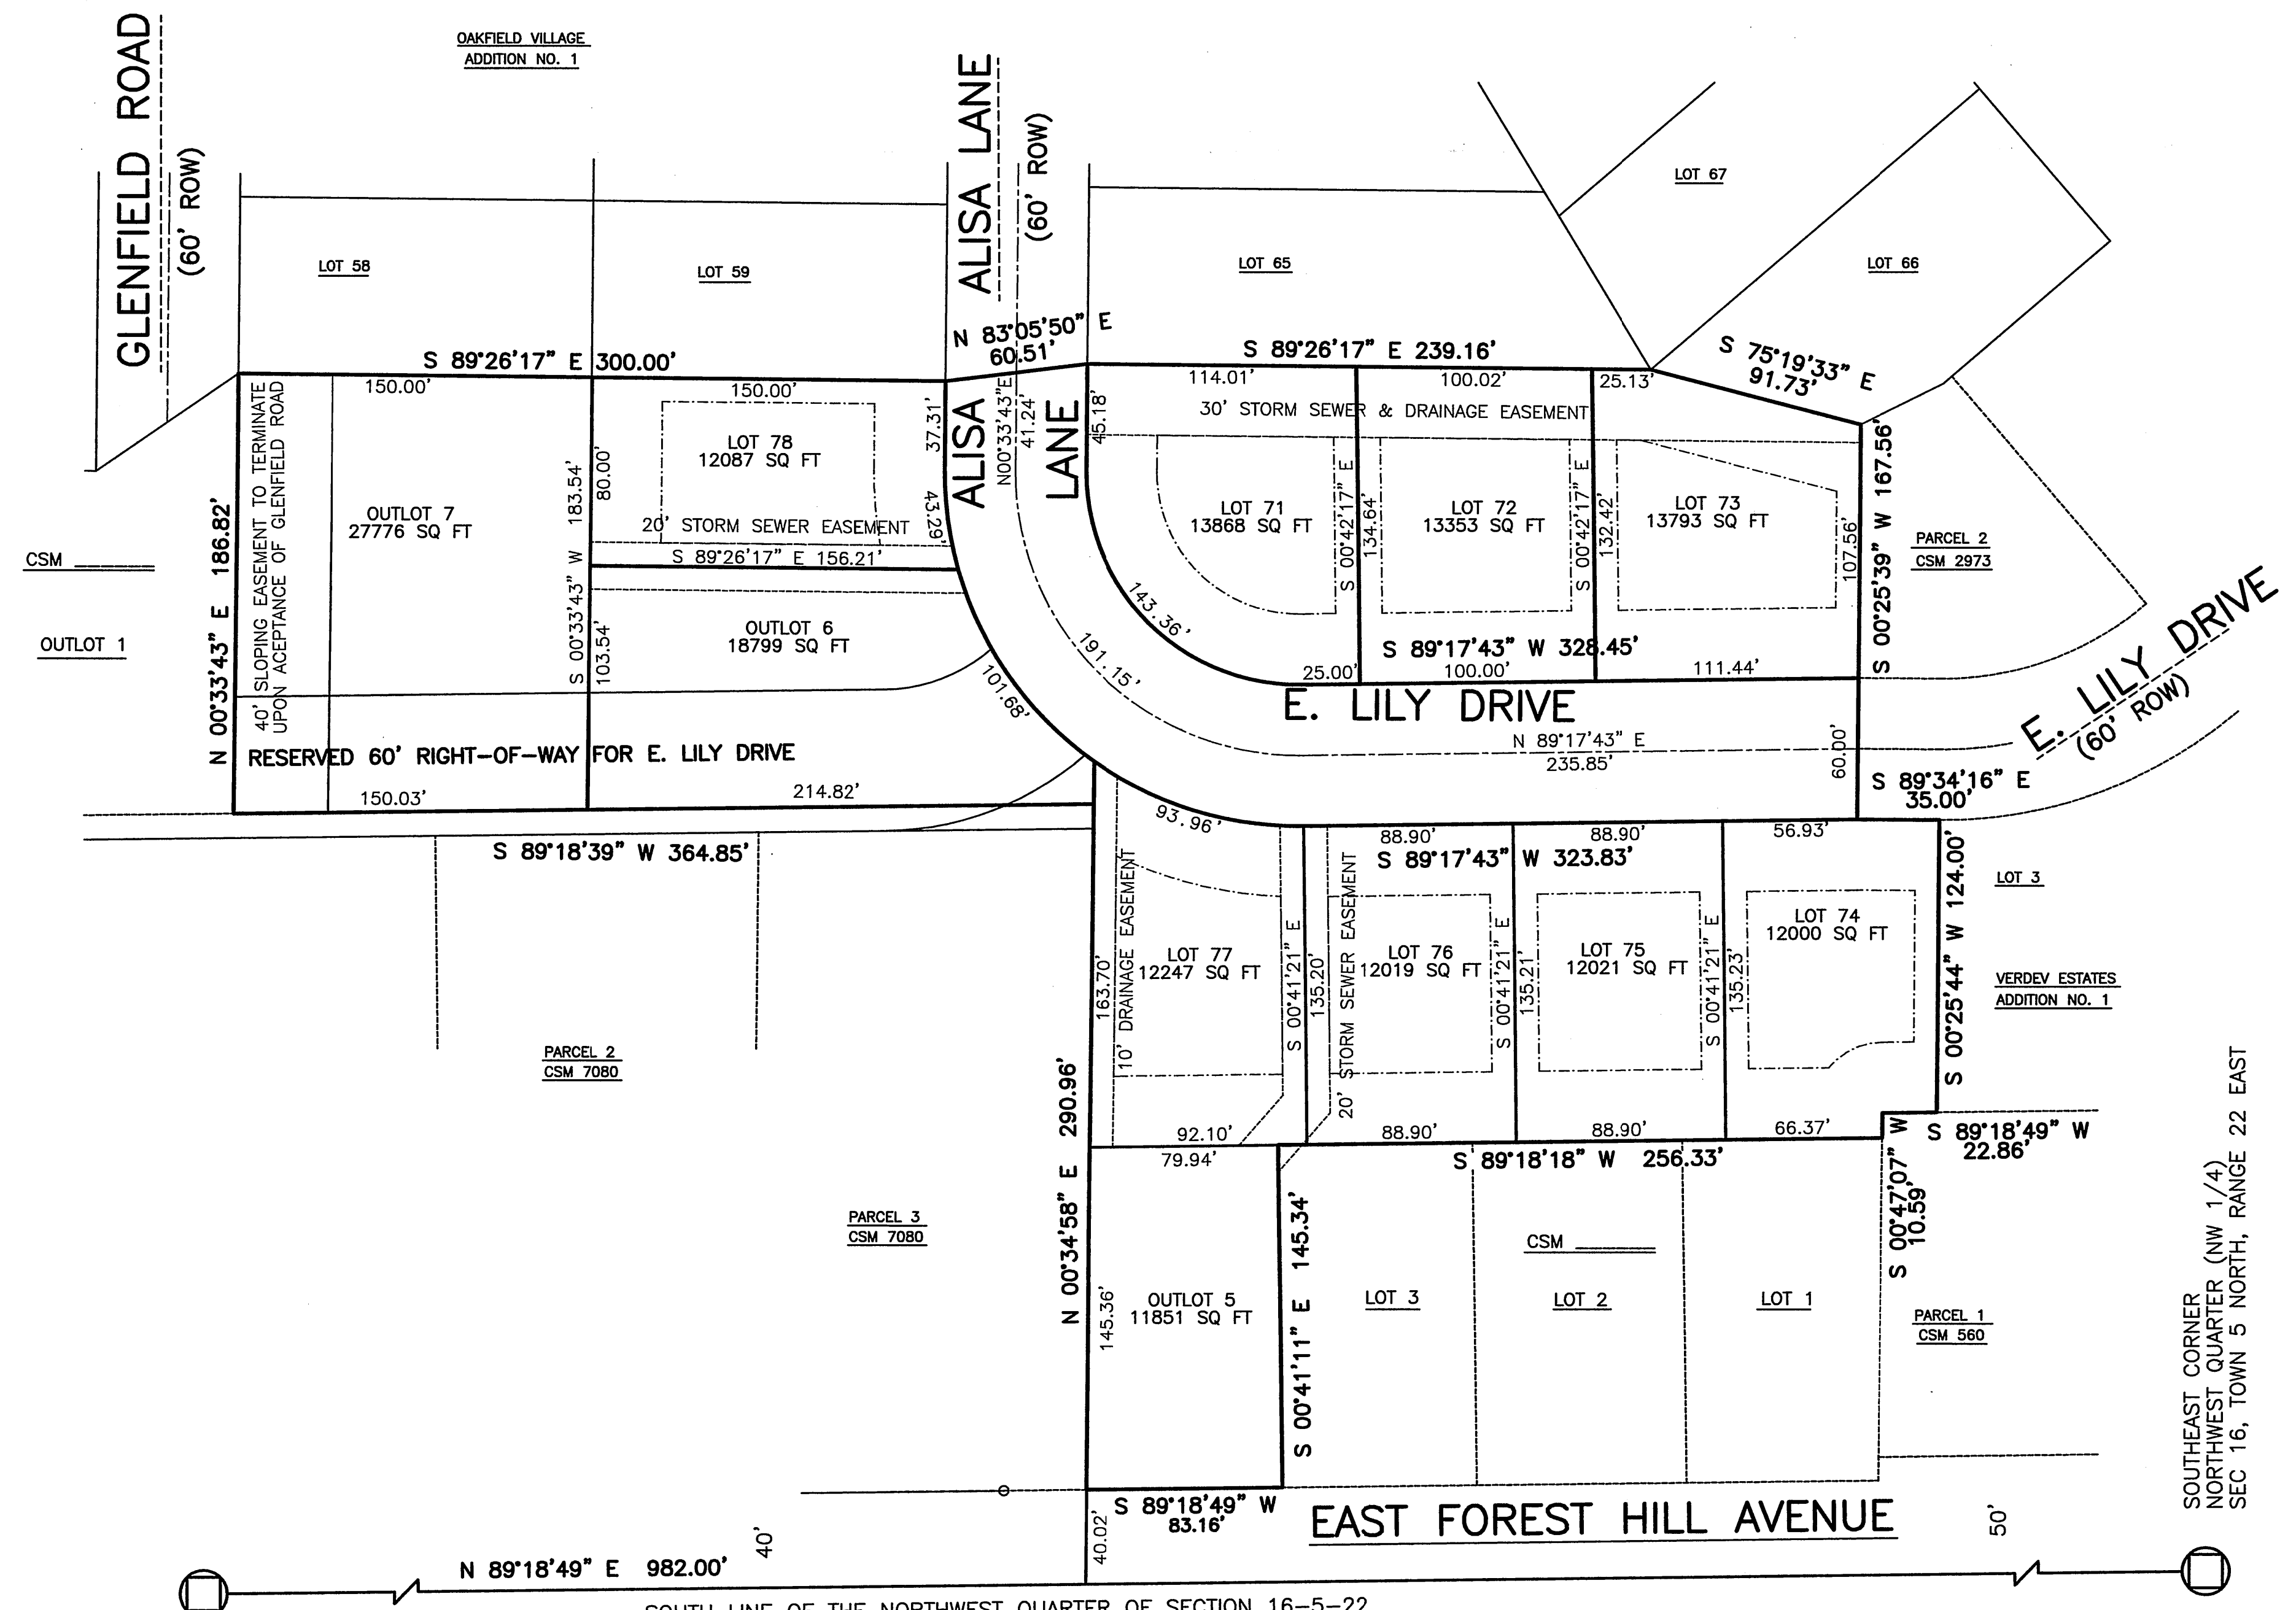 OAKFIELD VILLAGE
ADDITION NO. 1
GLENFIELD ROAD
(60' ROW)
ALISA LANE
(60' ROW)
LOT 58
LOT 59
LOT 65
LOT 67
LOT 66
S 89°26'17" E 300.00'
N 83°05'50" E
60.51'
S 89°26'17" E 239.16'
S 75°19'33" E
91.73'
150.00'
150.00'
114.01'
100.02'
25.13'
40' SLOPING EASEMENT TO TERMINATE
UPON ACEPTANCE OF GLENFIELD ROAD
N 00°33'43" E 186.82'
OUTLOT 7
27776 SQ FT
S 00°33'43" W 183.54'
80.00'
103.54'
LOT 78
12087 SQ FT
20' STORM SEWER EASEMENT
S 89°26'17" E 156.21'
37.31'
43.29'
ALISA
LANE
N00°33'43"E
41.24'
45.18'
30' STORM SEWER & DRAINAGE EASEMENT
LOT 71
13868 SQ FT
S 00°42'17" E
134.64'
LOT 72
13353 SQ FT
S 00°42'17" E
132.42'
LOT 73
13793 SQ FT
107.56'
S 00°25'39" W 167.56'
PARCEL 2
CSM 2973
CSM
OUTLOT 1
OUTLOT 6
18799 SQ FT
101.68'
191.15'
143.36'
S 89°17'43" W 328.45'
25.00'
100.00'
111.44'
E. LILY DRIVE
N 89°17'43" E
235.85'
60.00'
E. LILY DRIVE
(60' ROW)
S 89°34'16" E
35.00'
RESERVED 60' RIGHT-OF-WAY FOR E. LILY DRIVE
150.03'
214.82'
S 89°18'39" W 364.85'
93.96'
88.90'
88.90'
56.93'
S 89°17'43" W 323.83'
10' DRAINAGE EASEMENT
163.70'
LOT 77
12247 SQ FT
S 00°41'21" E
135.20'
20' STORM SEWER EASEMENT
LOT 76
12019 SQ FT
S 00°41'21" E
135.21'
LOT 75
12021 SQ FT
S 00°41'21" E
135.23'
LOT 74
12000 SQ FT
S 00°25'44" W 124.00'
LOT 3
VERDEV ESTATES
ADDITION NO. 1
PARCEL 2
CSM 7080
92.10'
88.90'
88.90'
66.37'
S 89°18'49" W
22.86'
79.94'
S 89°18'18" W 256.33'
S 00°47'07" W
10.59'
N 00°34'58" E 290.96'
PARCEL 3
CSM 7080
145.36'
OUTLOT 5
11851 SQ FT
S 00°41'11" E 145.34'
CSM
LOT 3
LOT 2
LOT 1
PARCEL 1
CSM 560
SOUTHEAST CORNER
NORTHWEST QUARTER (NW 1/4)
SEC 16, TOWN 5 NORTH, RANGE 22 EAST
S 89°18'49" W
83.16'
EAST FOREST HILL AVENUE
40'
40.02'
50'
N 89°18'49" E 982.00'
SOUTH LINE OF THE NORTHWEST QUARTER OF SECTION 16-5-22